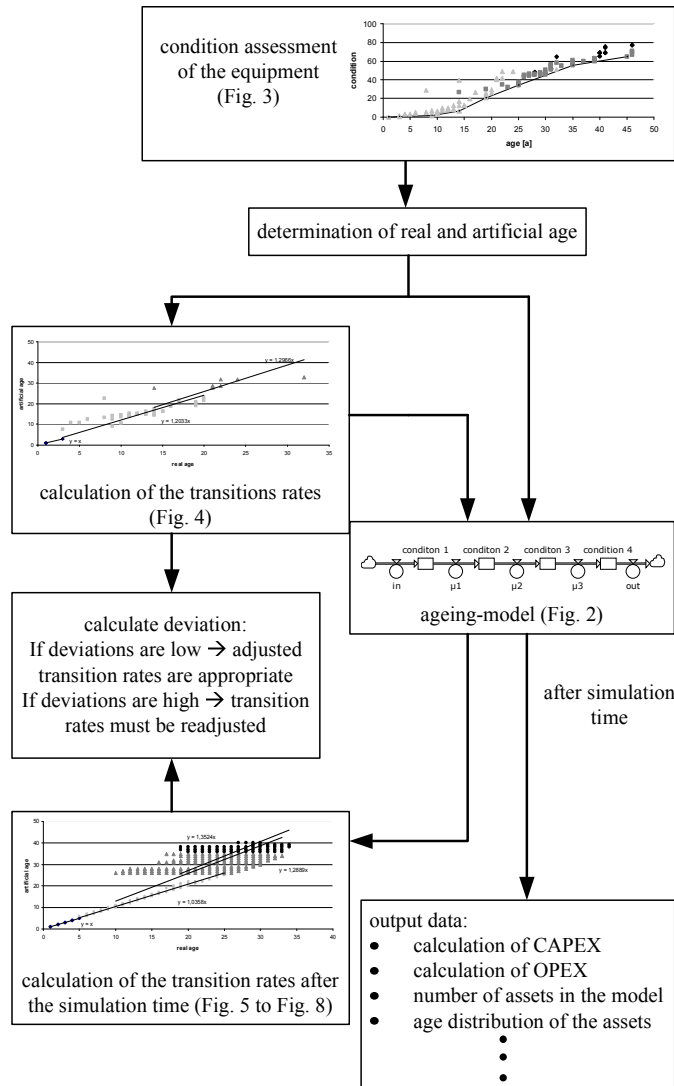 condition assessment
of the equipment
(Fig. 3)
condition
100
80
60
40
20
0
0 5 10 15 20 25 30 35 40 45 50
age [a]
determination of real and artificial age
artificial age
50
40
30
20
10
0
y = 1,2966x
y = 1,2033x
y = x
0 5 10 15 20 25 30 35
real age
calculation of the transitions rates
(Fig. 4)
conditon 1 conditon 2 conditon 3 condition 4
in µ1 µ2 µ3 out
ageing-model (Fig. 2)
calculate deviation:
If deviations are low → adjusted
transition rates are appropriate
If deviations are high → transition
rates must be readjusted
after simulation
time
artificial age
50
40
30
20
10
0
y = 1,3524x
y = 1,2889x
y = 1,0358x
y = x
0 5 10 15 20 25 30 35 40
real age
calculation of the transition rates after
the simulation time (Fig. 5 to Fig. 8)
output data:
● calculation of CAPEX
● calculation of OPEX
● number of assets in the model
● age distribution of the assets